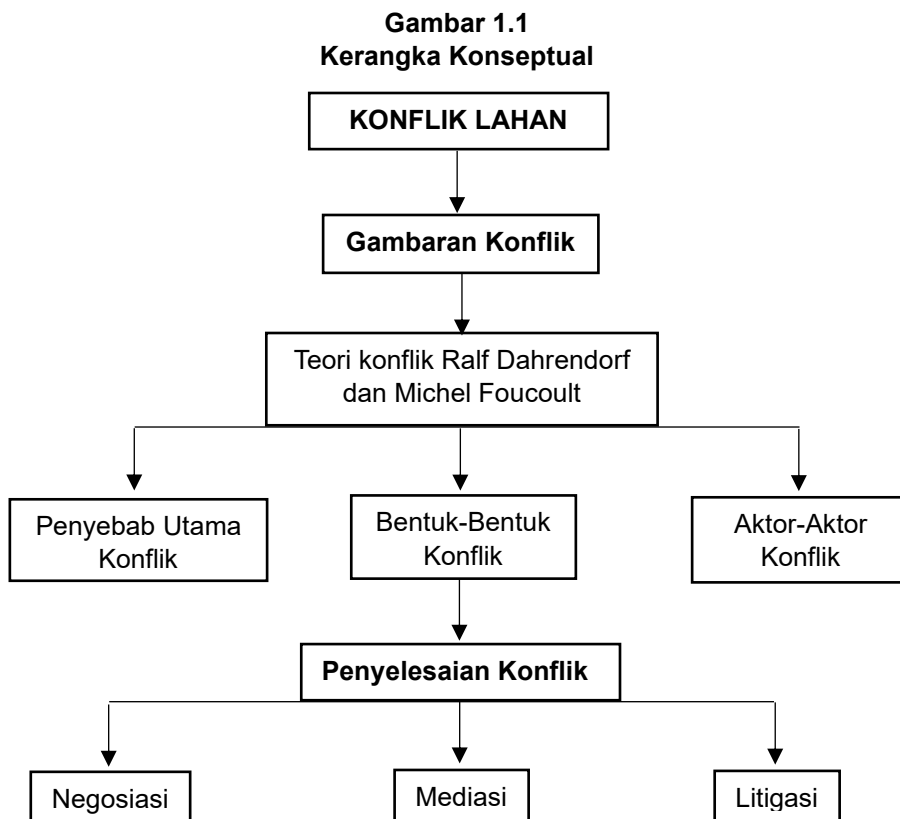 Gambar 1.1
Kerangka Konseptual
KONFLIK LAHAN
Gambaran Konflik
Teori konflik Ralf Dahrendorf
dan Michel Foucoult
Penyebab Utama
Konflik
Bentuk-Bentuk
Konflik
Aktor-Aktor
Konflik
Penyelesaian Konflik
Negosiasi
Mediasi
Litigasi